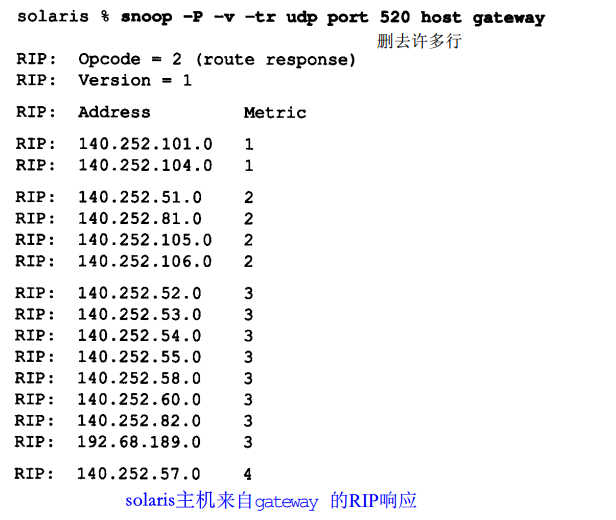 solaris % snoop -P -v -tr udp port 520 host gateway
删去许多行
RIP: Opcode = 2 (route response)
RIP: Version = 1
RIP: Address Metric
RIP: 140.252.101.0 1
RIP: 140.252.104.0 1
RIP: 140.252.51.0 2
RIP: 140.252.81.0 2
RIP: 140.252.105.0 2
RIP: 140.252.106.0 2
RIP: 140.252.52.0 3
RIP: 140.252.53.0 3
RIP: 140.252.54.0 3
RIP: 140.252.55.0 3
RIP: 140.252.58.0 3
RIP: 140.252.60.0 3
RIP: 140.252.82.0 3
RIP: 192.68.189.0 3
RIP: 140.252.57.0 4
solaris主机来自gateway 的RIP响应